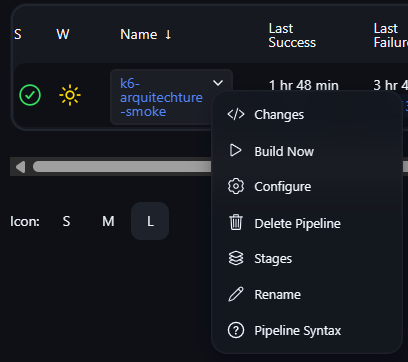 S W Name ↓ Last Success Last Failur
k6-arquitechture-smoke 1 hr 48 min 3 hr 4
Changes
Build Now
Configure
Delete Pipeline
Stages
Rename
Pipeline Syntax
Icon: S M L